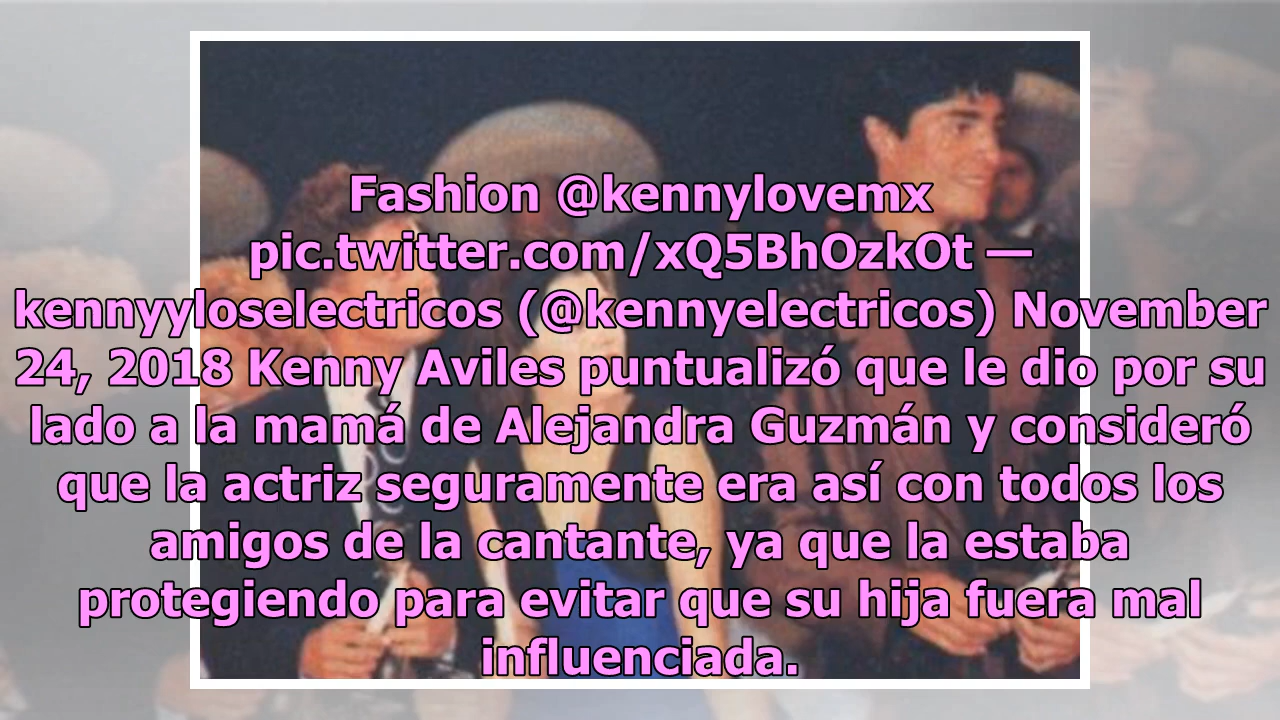 Fashion @kennylovemx
pic.twitter.com/xQ5BhOzkOt —
kennyyloselectricos (@kennyelectricos) November
24, 2018 Kenny Aviles puntualizó que le dio por su
lado a la mamá de Alejandra Guzmán y consideró
que la actriz seguramente era así con todos los
amigos de la cantante, ya que la estaba
protegiendo para evitar que su hija fuera mal
influenciada.